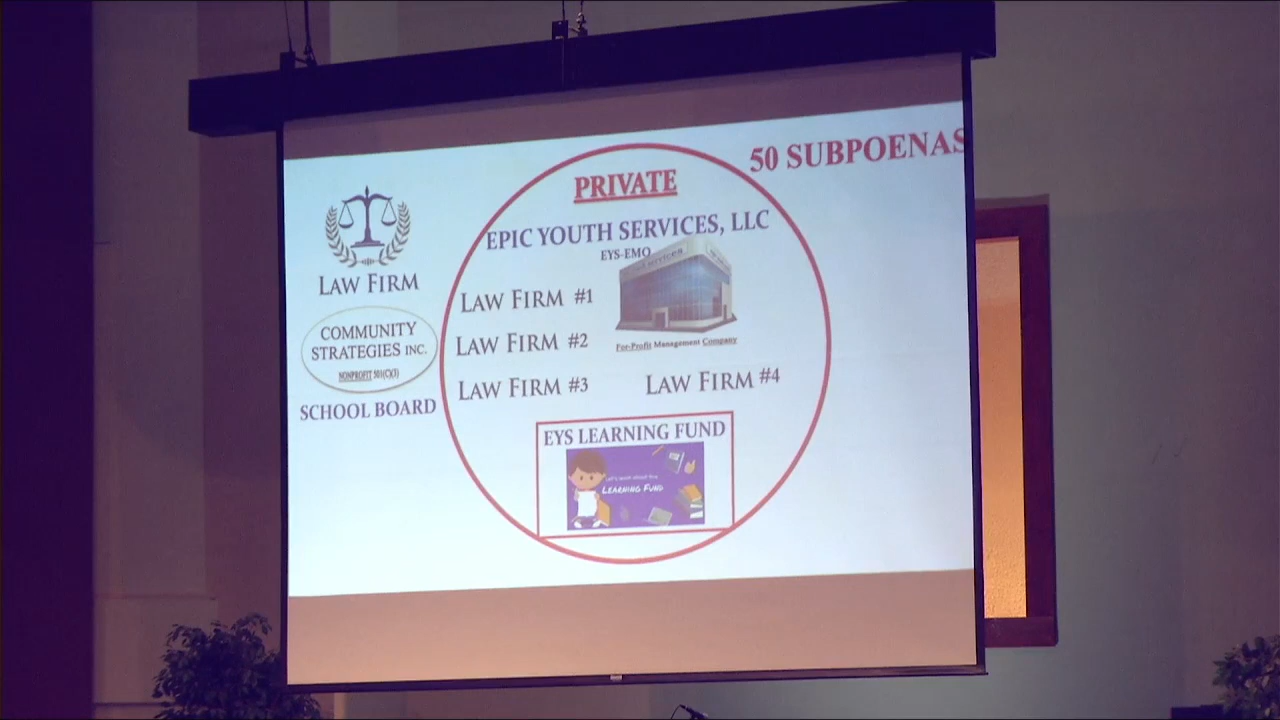 50 SUBPOENAS
PRIVATE
EPIC YOUTH SERVICES, LLC
EYS-EMO
SERVICES
LAW FIRM
LAW FIRM #1
COMMUNITY
STRATEGIES INC.
NONPROFIT 501(C)(3)
SCHOOL BOARD
LAW FIRM #2
For-Profit Management Company
LAW FIRM #3
LAW FIRM #4
EYS LEARNING FUND
LEARNING FUND